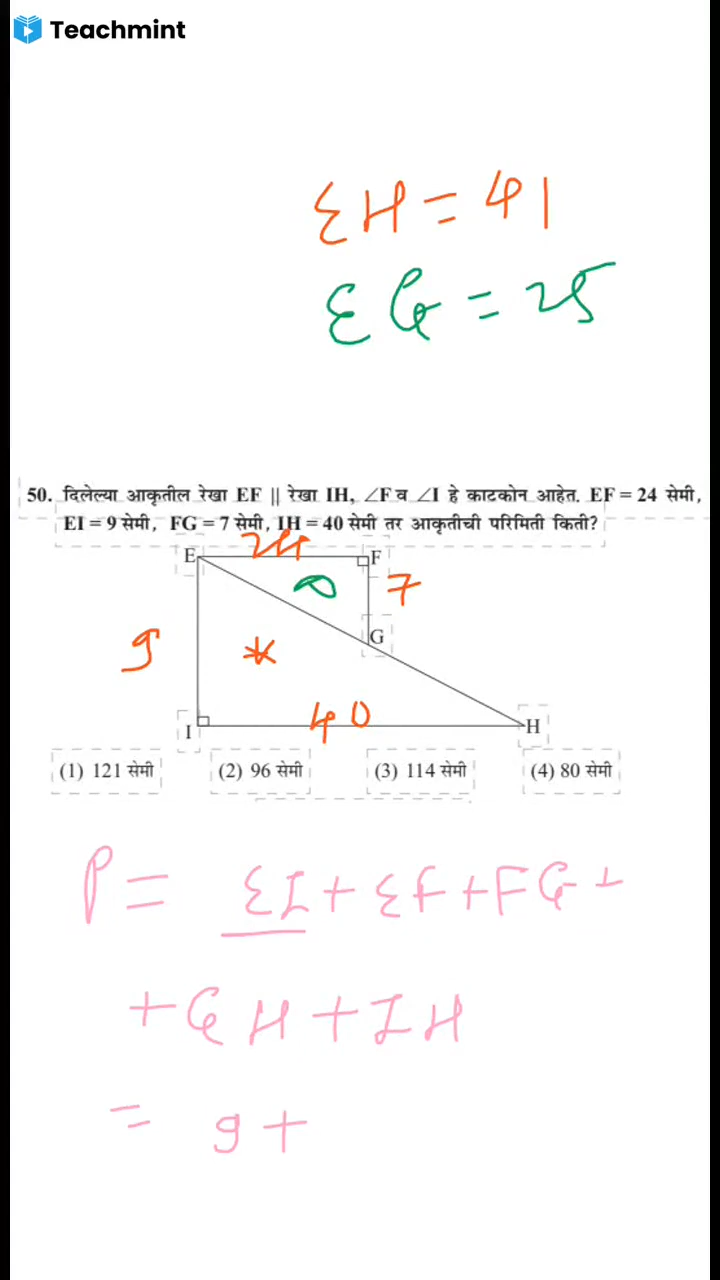 Teachmint
EH = 41
EG = 25
50. दिलेल्या आकृतील रेखा EF || रेखा IH, ∠F व ∠I हे काटकोन आहेत. EF = 24 सेमी,
EI = 9 सेमी, FG = 7 सेमी, IH = 40 सेमी तर आकृतीची परिमिती किती?
24
E F
7
G
9
40
I H
(1) 121 सेमी (2) 96 सेमी (3) 114 सेमी (4) 80 सेमी
P = EI + EF + FG +
+ GH + IH
= 9 +